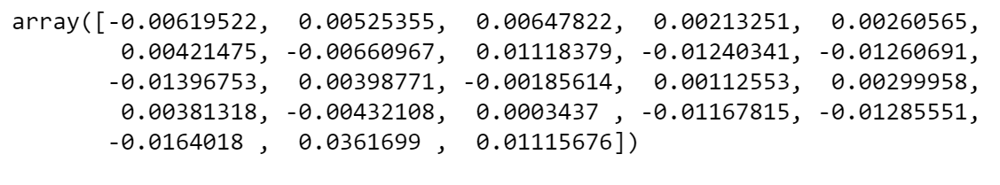 array([-0.00619522,  0.00525355,  0.00647822,  0.00213251,  0.00260565,
        0.00421475, -0.00660967,  0.01118379, -0.01240341, -0.01260691,
       -0.01396753,  0.00398771, -0.00185614,  0.00112553,  0.00299958,
        0.00381318, -0.00432108,  0.0003437 , -0.01167815, -0.01285551,
       -0.0164018 ,  0.0361699 ,  0.01115676])